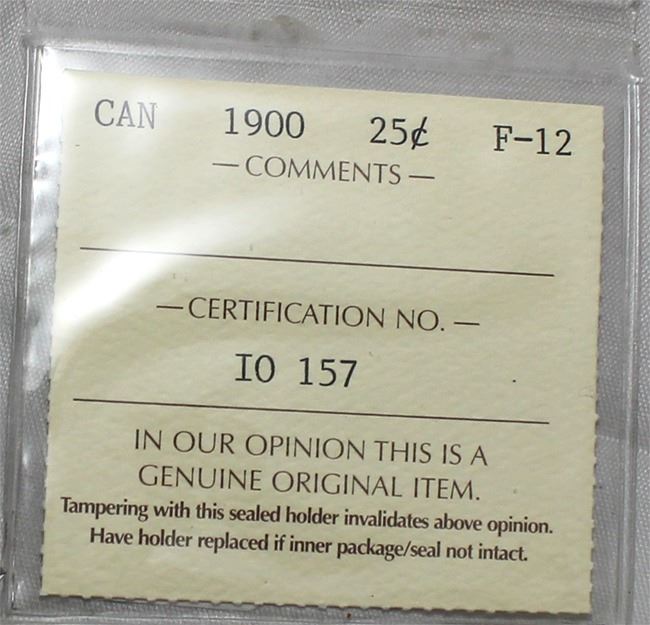 CAN 1900 25¢ F-12
— COMMENTS —
— CERTIFICATION NO. —
IO 157
IN OUR OPINION THIS IS A
GENUINE ORIGINAL ITEM.
Tampering with this sealed holder invalidates above opinion.
Have holder replaced if inner package/seal not intact.